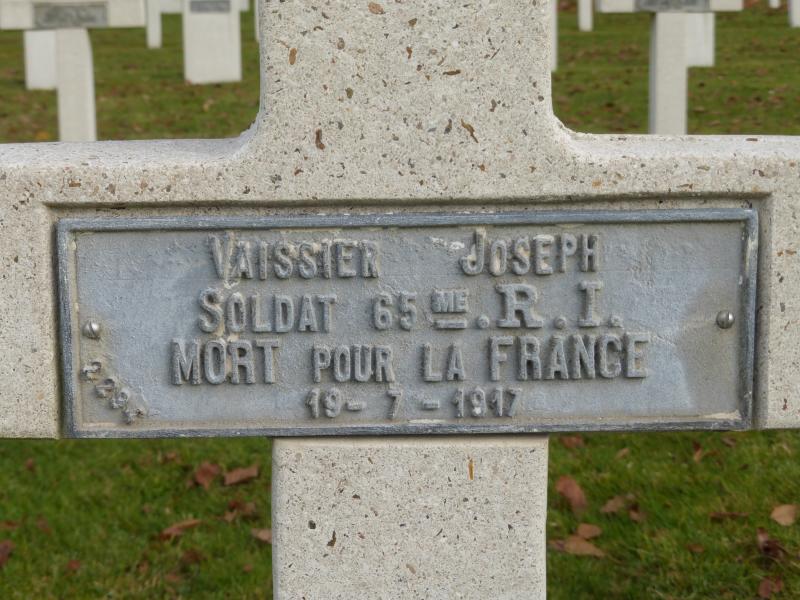 VAISSIER JOSEPH
SOLDAT 65ME.R.I.
MORT POUR LA FRANCE
19-7-1917